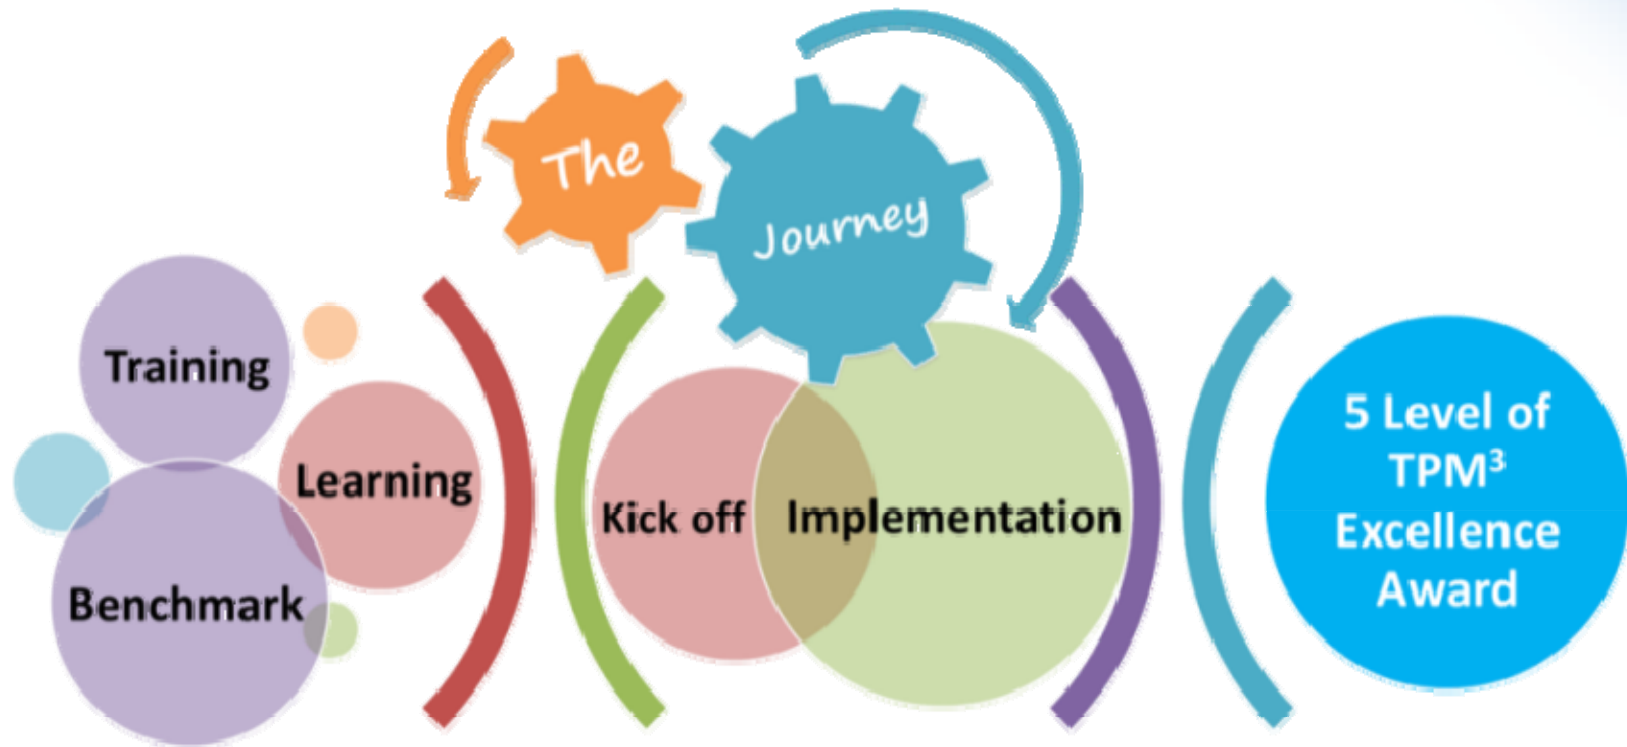 The
Journey
Training
Learning
Benchmark
Kick off
Implementation
5 Level of
TPM³
Excellence
Award